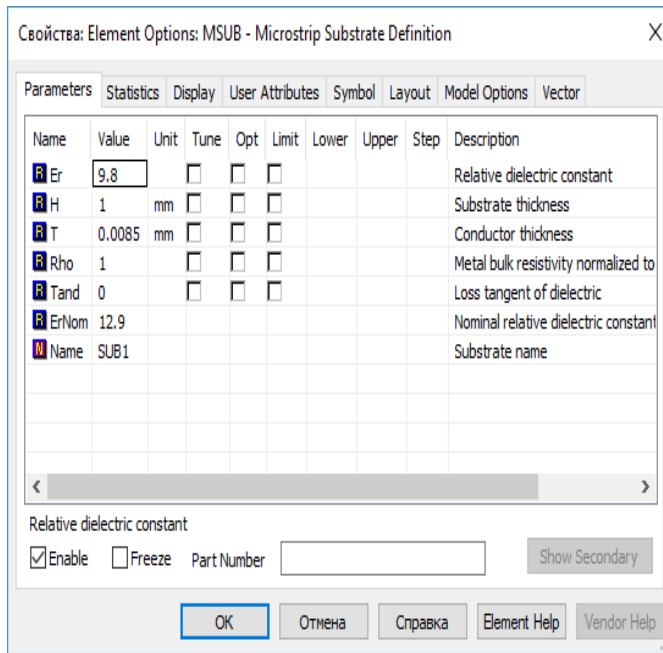 Свойства: Element Options: MSUB - Microstrip Substrate Definition X
Parameters Statistics Display User Attributes Symbol Layout Model Options Vector
Name Value Unit Tune Opt Limit Lower Upper Step Description
R Er 9.8 Relative dielectric constant
R H 1 mm Substrate thickness
R T 0.0085 mm Conductor thickness
R Rho 1 Metal bulk resistivity normalized to
R Tand 0 Loss tangent of dielectric
R ErNom 12.9 Nominal relative dielectric constant
N Name SUB1 Substrate name
Relative dielectric constant
Enable Freeze Part Number Show Secondary
OK Отмена Справка Element Help Vendor Help